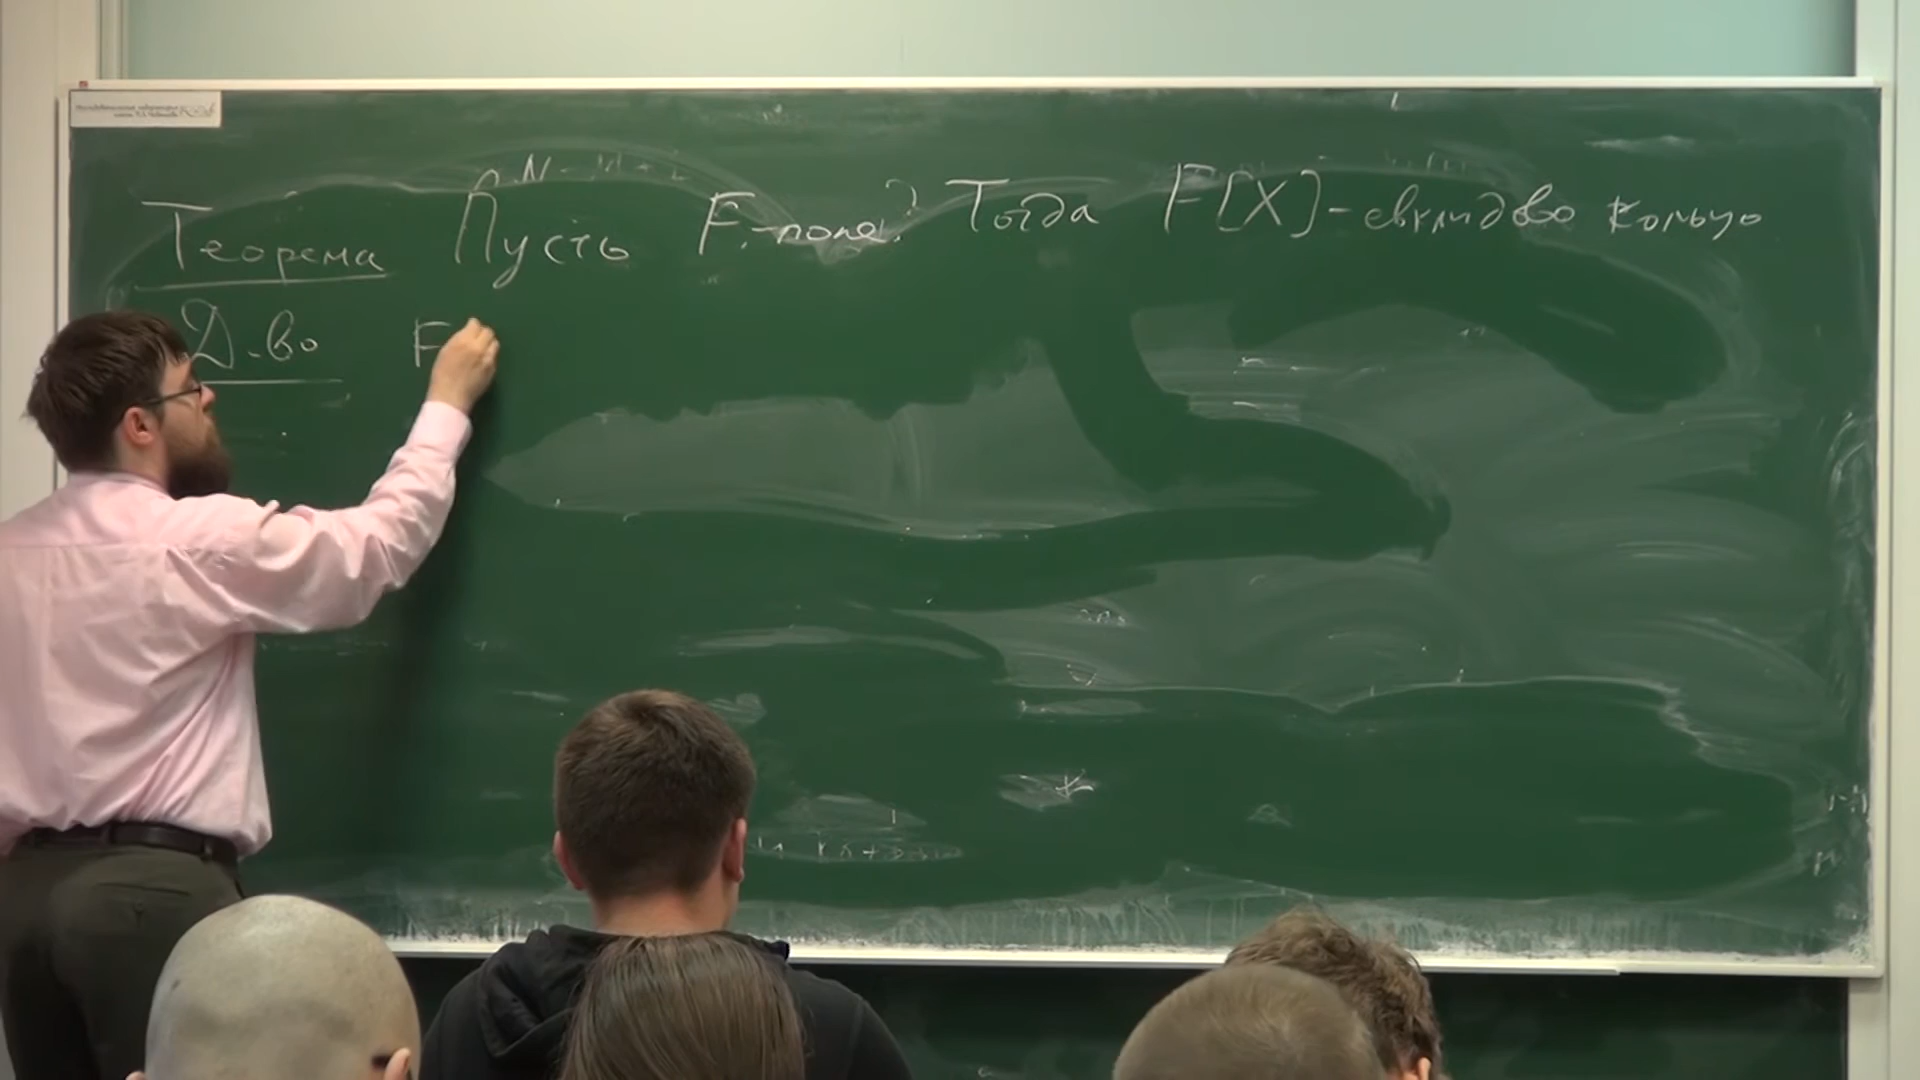 Теорема Пусть F - поле. Тогда F[X] - евклидово кольцо
Д-во F